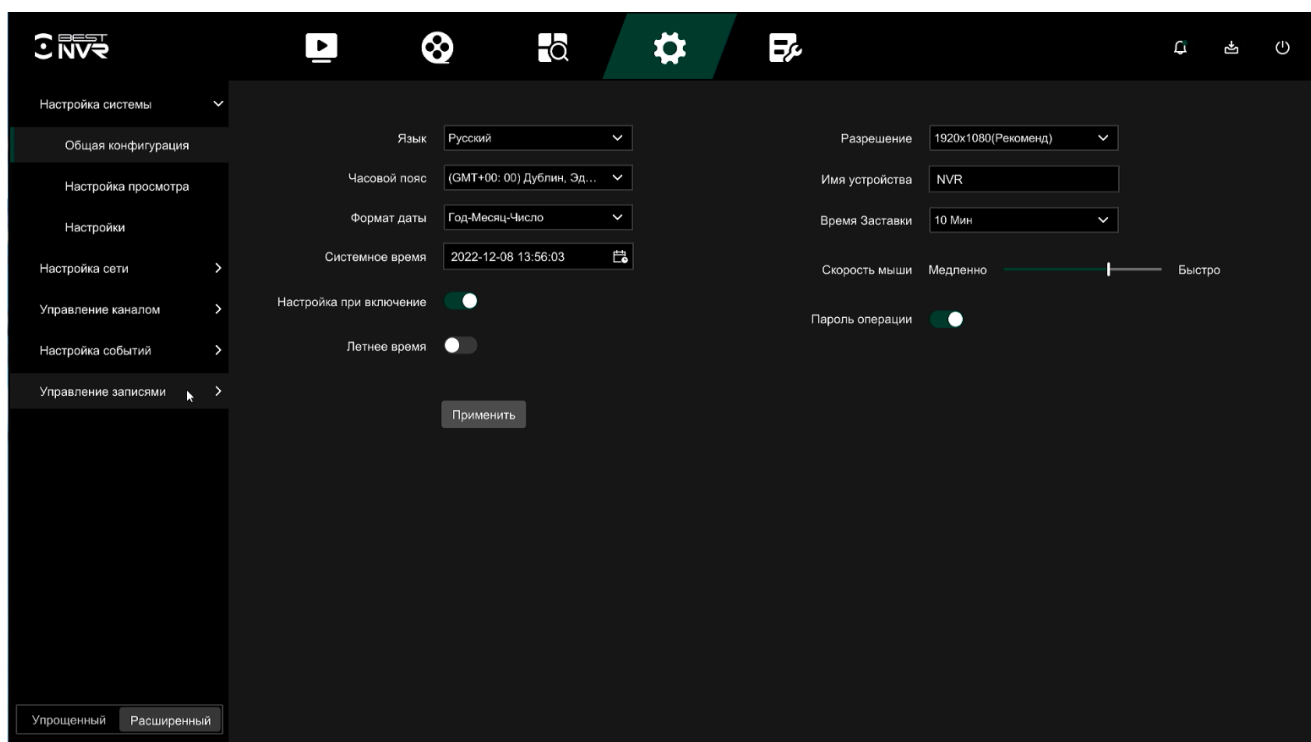 BEST
NVR
Настройка системы
Общая конфигурация
Настройка просмотра
Настройки
Настройка сети
Управление каналом
Настройка событий
Управление записями
Упрощенный Расширенный
Язык Русский
Часовой пояс (GMT+00: 00) Дублин, Эд...
Формат даты Год-Месяц-Число
Системное время 2022-12-08 13:56:03
Настройка при включение
Летнее время
Применить
Разрешение 1920x1080(Рекоменд)
Имя устройства NVR
Время Заставки 10 Мин
Скорость мыши Медленно Быстро
Пароль операции